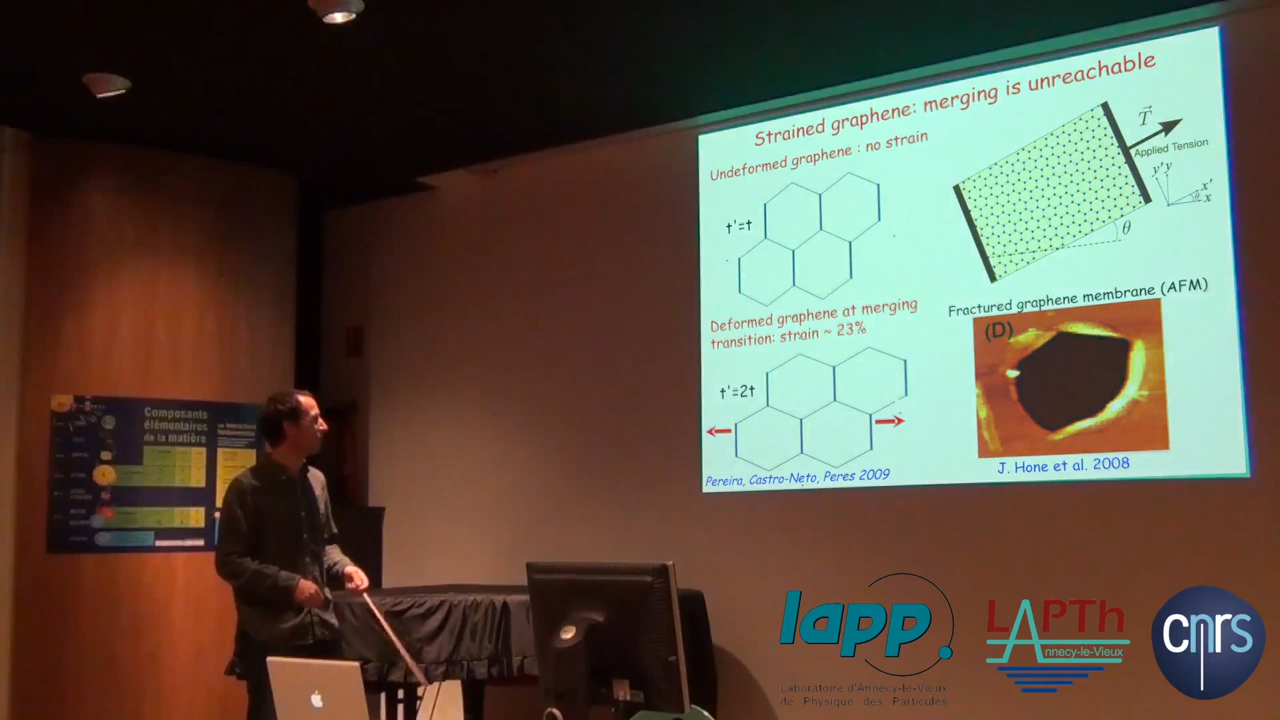 Strained graphene: merging is unreachable
Undeformed graphene : no strain
t'=t
T
Applied Tension
y' y
x'
θ x
θ
Deformed graphene at merging
transition: strain ~ 23%
t'=2t
Pereira, Castro-Neto, Peres 2009
Fractured graphene membrane (AFM)
(D)
J. Hone et al. 2008
Composants
élémentaires
de la matière
lapp
Laboratoire d'Annecy-le-Vieux
de Physique des Particules
LAPTh
Annecy-le-Vieux
cnrs